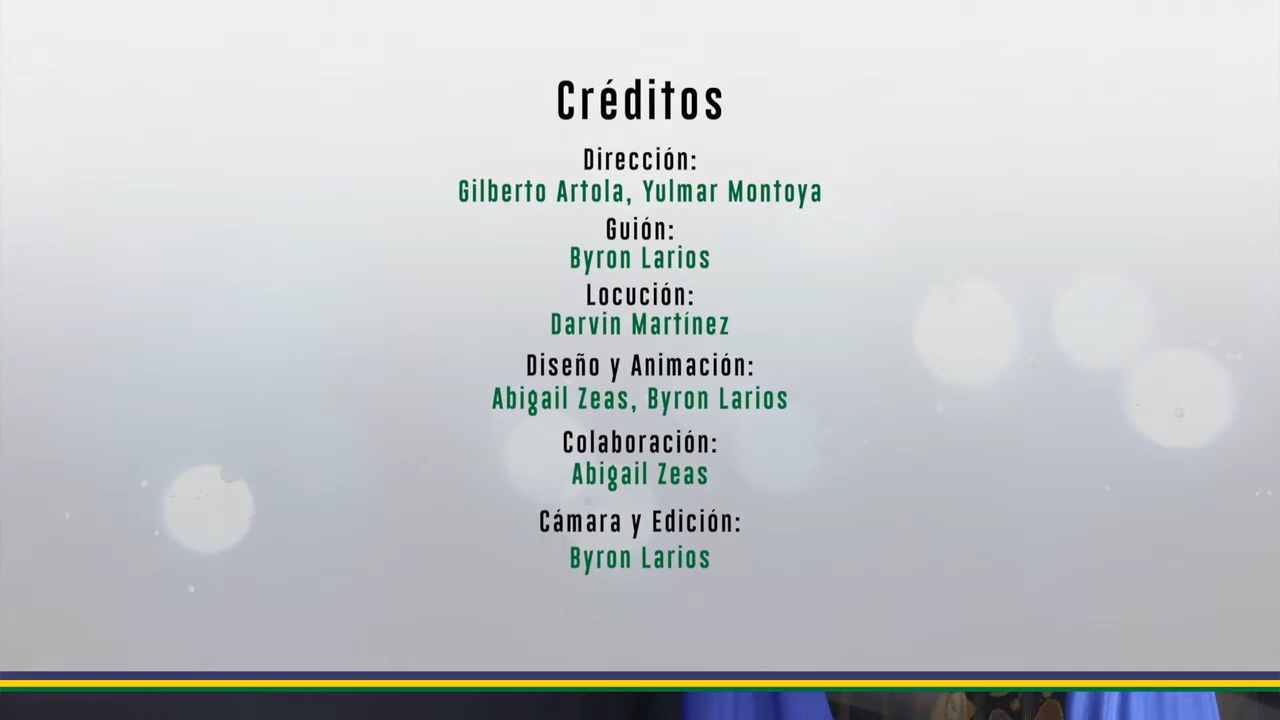 Créditos
Dirección:
Gilberto Artola, Yulmar Montoya
Guión:
Byron Larios
Locución:
Darvin Martínez
Diseño y Animación:
Abigail Zeas, Byron Larios
Colaboración:
Abigail Zeas
Cámara y Edición:
Byron Larios